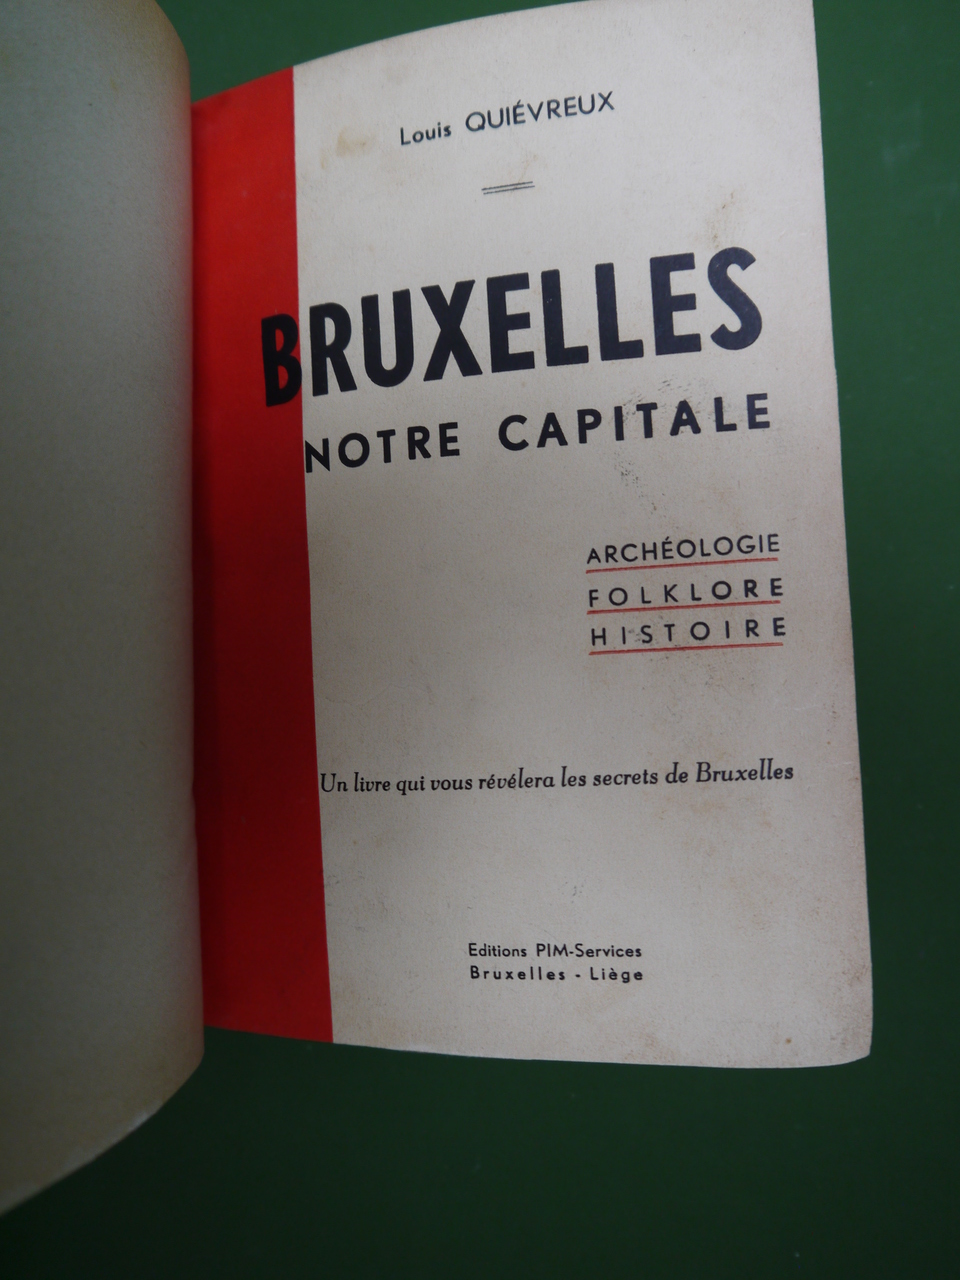 Louis QUIÉVREUX
BRUXELLES
NOTRE CAPITALE
ARCHÉOLOGIE
FOLKLORE
HISTOIRE
Un livre qui vous révélera les secrets de Bruxelles
Editions PIM-Services
Bruxelles - Liège